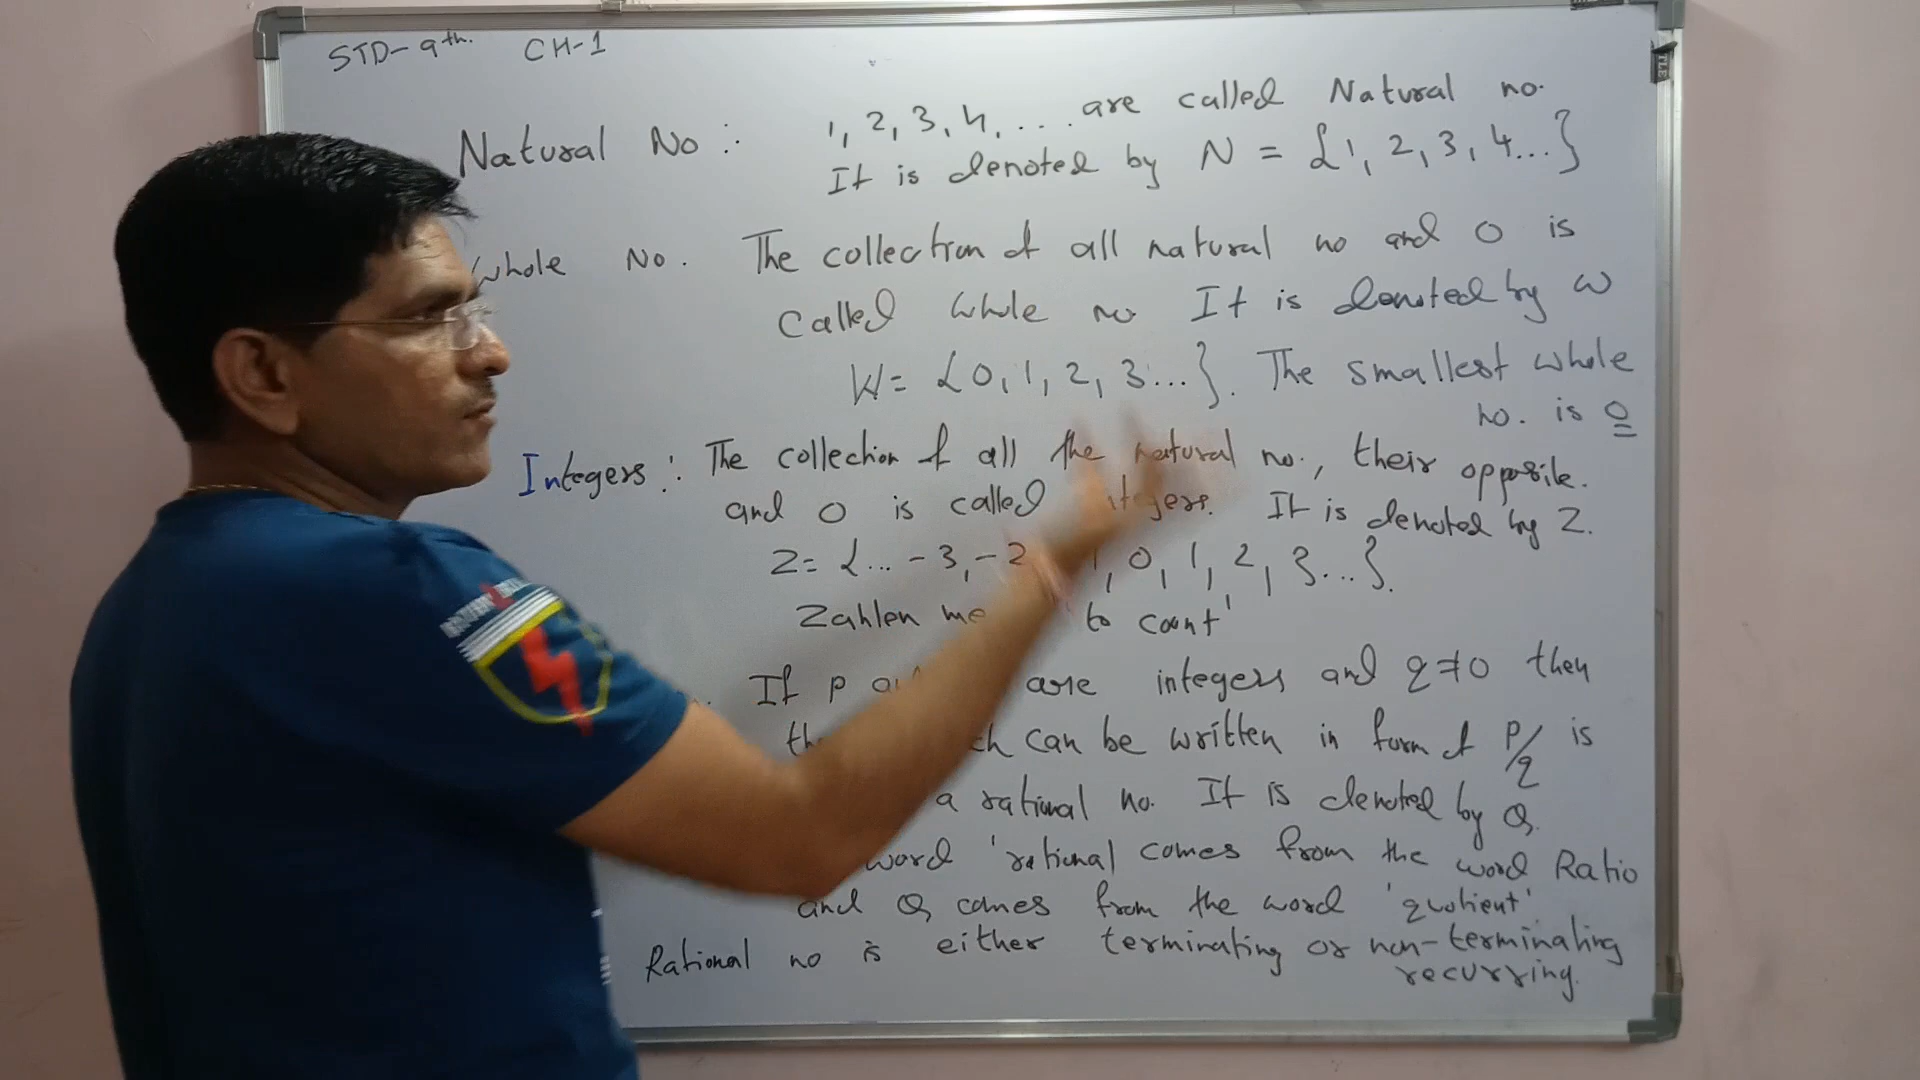 STD-9th. CH-1
Natural No :. 1, 2, 3, 4, ... are called Natural no.
It is denoted by N = {1, 2, 3, 4...}
Whole No. The collection of all natural no and 0 is
called whole no It is denoted by W
W = {0, 1, 2, 3...}. The smallest whole
no. is 0
Integers :. The collection of all the natural no., their opposite.
and 0 is called integers. It is denoted by Z.
Z = {... -3, -2 1, 0, 1, 2, 3...}.
Zahlen me to count'
If p are integers and q≠0 then
can be written in form of p/q is
a rational no. It is denoted by Q.
word 'rational comes from the word Ratio
and Q comes from the word 'quotient'.
Rational no is either terminating or non-terminating
recurring.